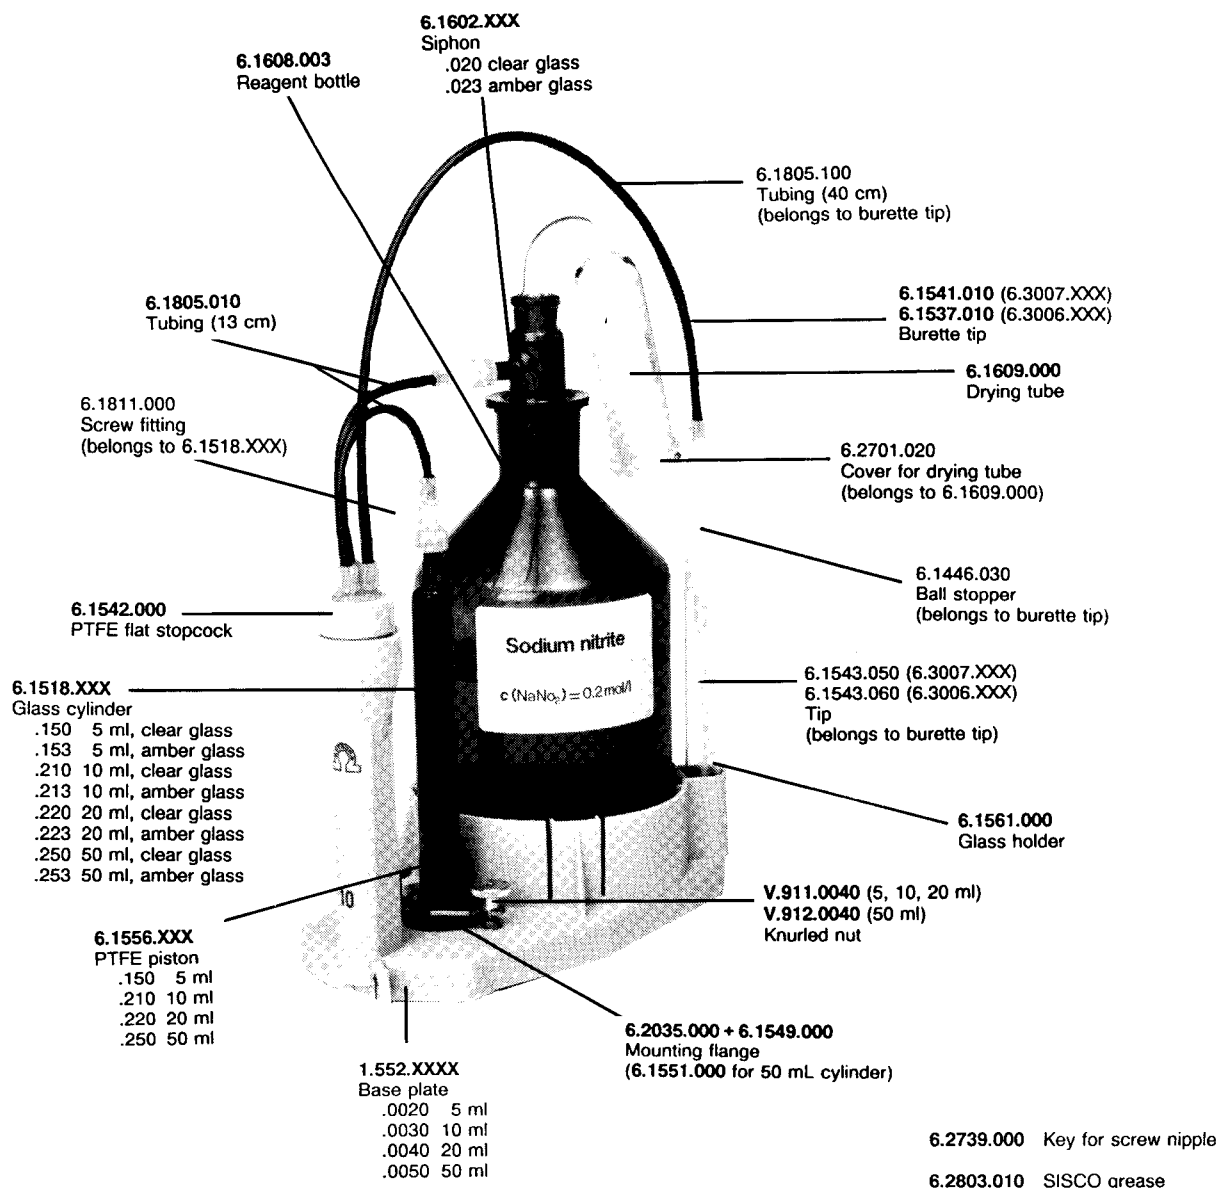 6.1602.XXX
Siphon
.020 clear glass
.023 amber glass
6.1608.003
Reagent bottle
6.1805.100
Tubing (40 cm)
(belongs to burette tip)
6.1805.010
Tubing (13 cm)
6.1541.010 (6.3007.XXX)
6.1537.010 (6.3006.XXX)
Burette tip
6.1609.000
Drying tube
6.1811.000
Screw fitting
(belongs to 6.1518.XXX)
6.2701.020
Cover for drying tube
(belongs to 6.1609.000)
6.1446.030
Ball stopper
(belongs to burette tip)
6.1542.000
PTFE flat stopcock
Sodium nitrite
c (NaNo2) = 0.2 mol/l
6.1518.XXX
Glass cylinder
.150 5 ml, clear glass
.153 5 ml, amber glass
.210 10 ml, clear glass
.213 10 ml, amber glass
.220 20 ml, clear glass
.223 20 ml, amber glass
.250 50 ml, clear glass
.253 50 ml, amber glass
Ω
10
6.1543.050 (6.3007.XXX)
6.1543.060 (6.3006.XXX)
Tip
(belongs to burette tip)
6.1561.000
Glass holder
V.911.0040 (5, 10, 20 ml)
V.912.0040 (50 ml)
Knurled nut
6.1556.XXX
PTFE piston
.150 5 ml
.210 10 ml
.220 20 ml
.250 50 ml
6.2035.000 + 6.1549.000
Mounting flange
(6.1551.000 for 50 mL cylinder)
1.552.XXXX
Base plate
.0020 5 ml
.0030 10 ml
.0040 20 ml
.0050 50 ml
6.2739.000 Key for screw nipple
6.2803.010 SISCO grease